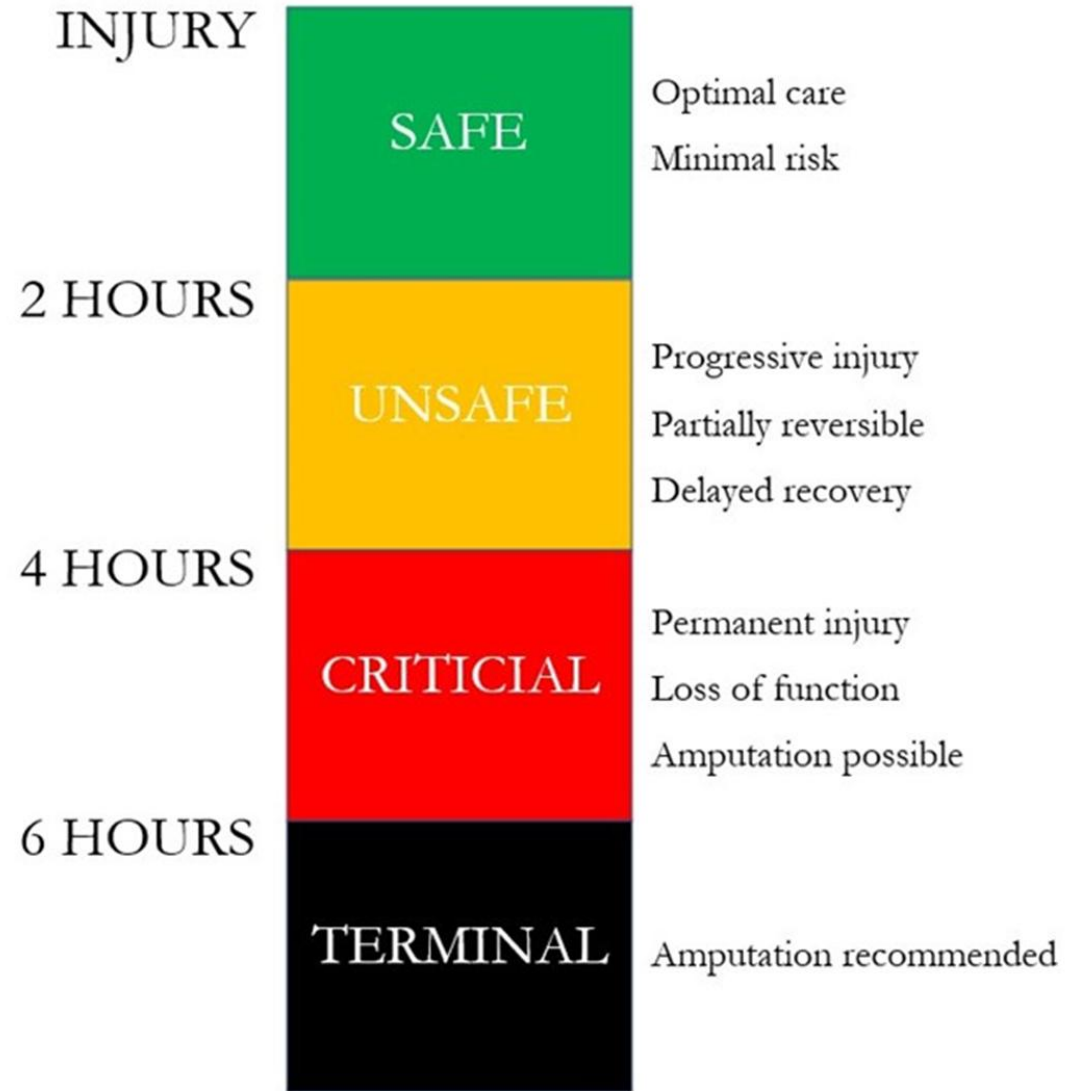 INJURY
SAFE
Optimal care
Minimal risk
2 HOURS
UNSAFE
Progressive injury
Partially reversible
Delayed recovery
4 HOURS
CRITICIAL
Permanent injury
Loss of function
Amputation possible
6 HOURS
TERMINAL
Amputation recommended